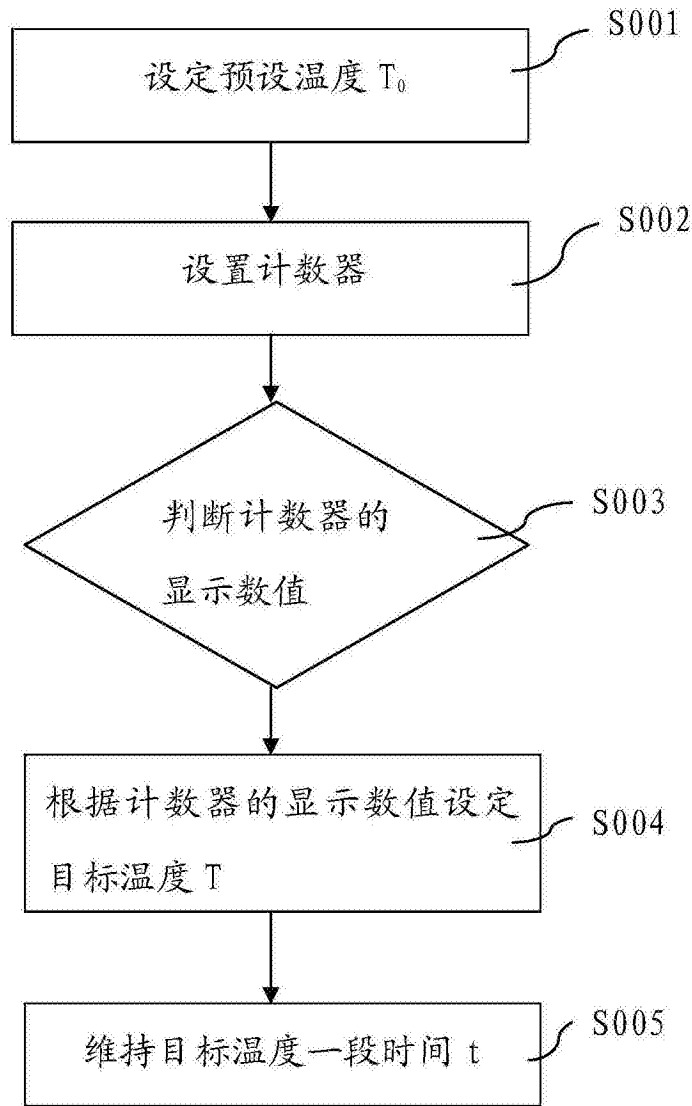 S001
设定预设温度 T₀
S002
设置计数器
S003
判断计数器的
显示数值
根据计数器的显示数值设定
S004
目标温度 T
S005
维持目标温度一段时间 t